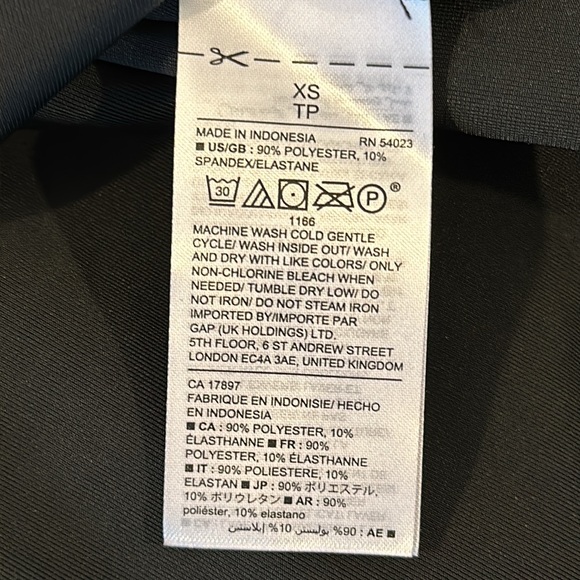 XS
TP
MADE IN INDONESIA RN 54023
■ US/GB : 90% POLYESTER, 10%
SPANDEX/ELASTANE
30 P ®
1166
MACHINE WASH COLD GENTLE
CYCLE/ WASH INSIDE OUT/ WASH
AND DRY WITH LIKE COLORS/ ONLY
NON-CHLORINE BLEACH WHEN
NEEDED/ TUMBLE DRY LOW/ DO
NOT IRON/ DO NOT STEAM IRON
IMPORTED BY/IMPORTE PAR
GAP (UK HOLDINGS) LTD.
5TH FLOOR, 6 ST ANDREW STREET
LONDON EC4A 3AE, UNITED KINGDOM
CA 17897
FABRIQUE EN INDONISIE/ HECHO
EN INDONESIA
■ CA : 90% POLYESTER, 10%
ÉLASTHANNE ■ FR : 90%
POLYESTER, 10% ÉLASTHANNE
■ IT : 90% POLIESTERE, 10%
ELASTAN ■ JP : 90% ポリエステル,
10% ポリウレタン ■ AR : 90%
poliéster, 10% elastano
■ AE : 90% بوليستر, 10% إيلاستين